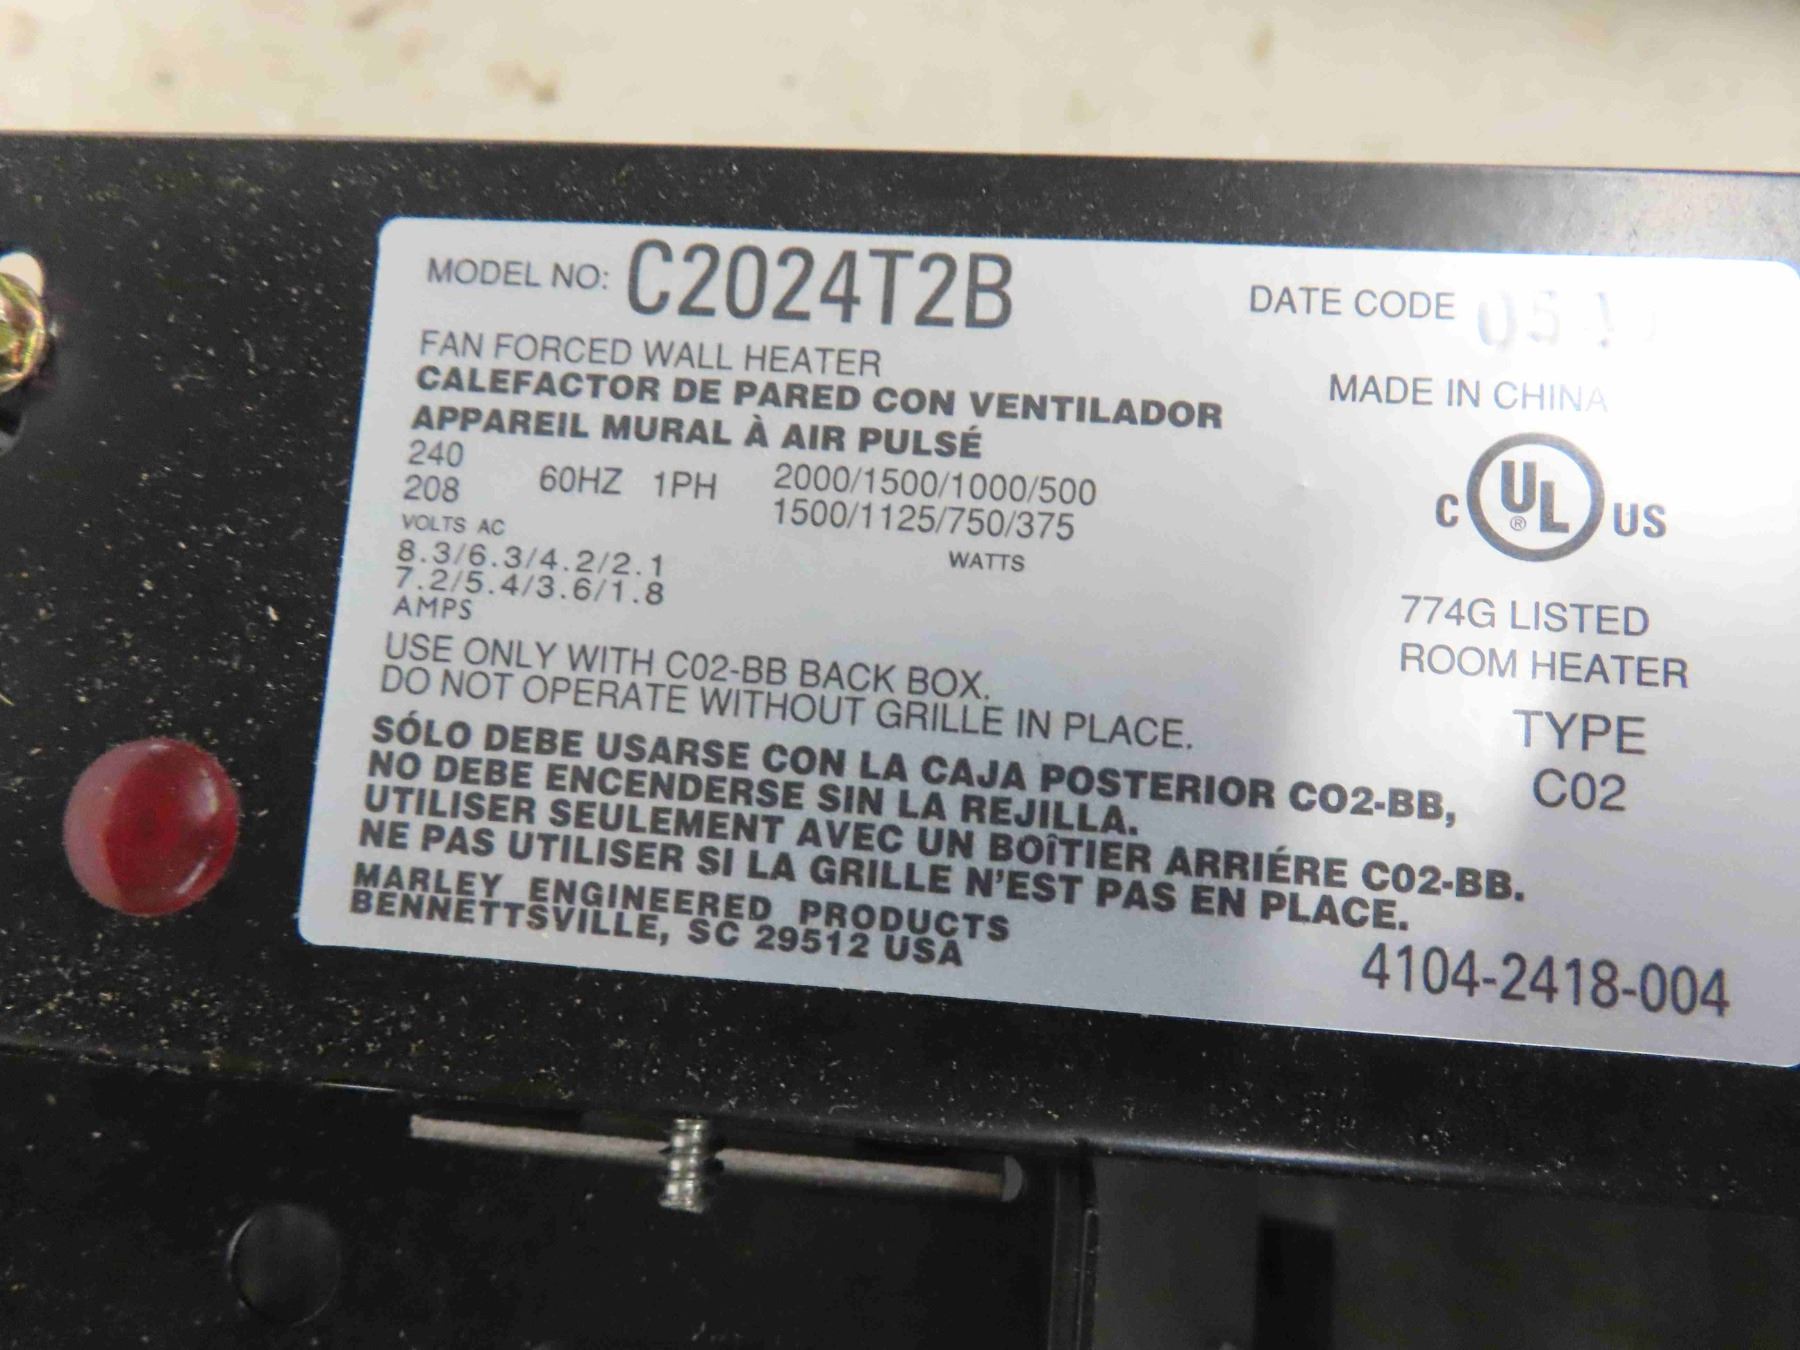 MODEL NO: C2024T2B
DATE CODE
FAN FORCED WALL HEATER
CALEFACTOR DE PARED CON VENTILADOR
APPAREIL MURAL À AIR PULSÉ
MADE IN CHINA
240
208
VOLTS AC
60HZ 1PH
2000/1500/1000/500
1500/1125/750/375
WATTS
8.3/6.3/4.2/2.1
7.2/5.4/3.6/1.8
AMPS
C UL® US
774G LISTED
ROOM HEATER
TYPE
C02
USE ONLY WITH C02-BB BACK BOX.
DO NOT OPERATE WITHOUT GRILLE IN PLACE.
SÓLO DEBE USARSE CON LA CAJA POSTERIOR CO2-BB,
NO DEBE ENCENDERSE SIN LA REJILLA.
UTILISER SEULEMENT AVEC UN BOîTIER ARRIÉRE C02-BB.
NE PAS UTILISER SI LA GRILLE N'EST PAS EN PLACE.
MARLEY ENGINEERED PRODUCTS
BENNETTSVILLE, SC 29512 USA
4104-2418-004